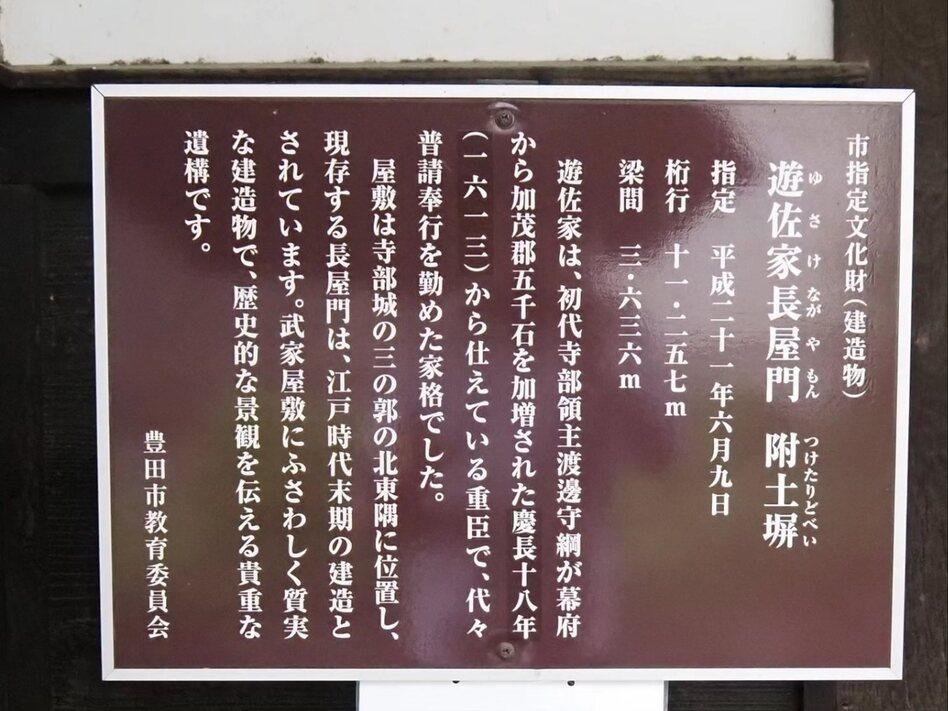 市指定文化財(建造物)
遊佐家長屋門 附土塀
ゆさけながやもん つけたりどべい
指定 平成二十一年六月九日
桁行 十一・二五七m
梁間 三・六三六m
遊佐家は、初代寺部領主渡邊守綱が幕府
から加茂郡五千石を加増された慶長十八年
(一六一三)から仕えている重臣で、代々
普請奉行を勤めた家格でした。
屋敷は寺部城の三の郭の北東隅に位置し、
現存する長屋門は、江戸時代末期の建造と
されています。武家屋敷にふさわしく質実
な建造物で、歴史的な景観を伝える貴重な
遺構です。
豊田市教育委員会